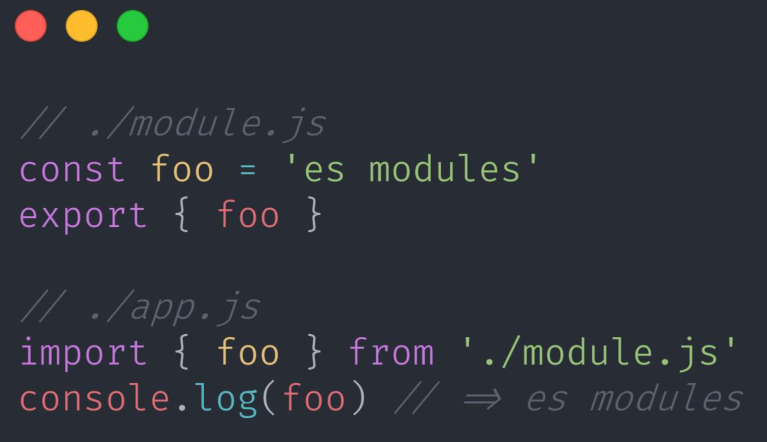 // ./module.js
const foo = 'es modules'
export { foo }
// ./app.js
import { foo } from './module.js'
console.log(foo) // => es modules